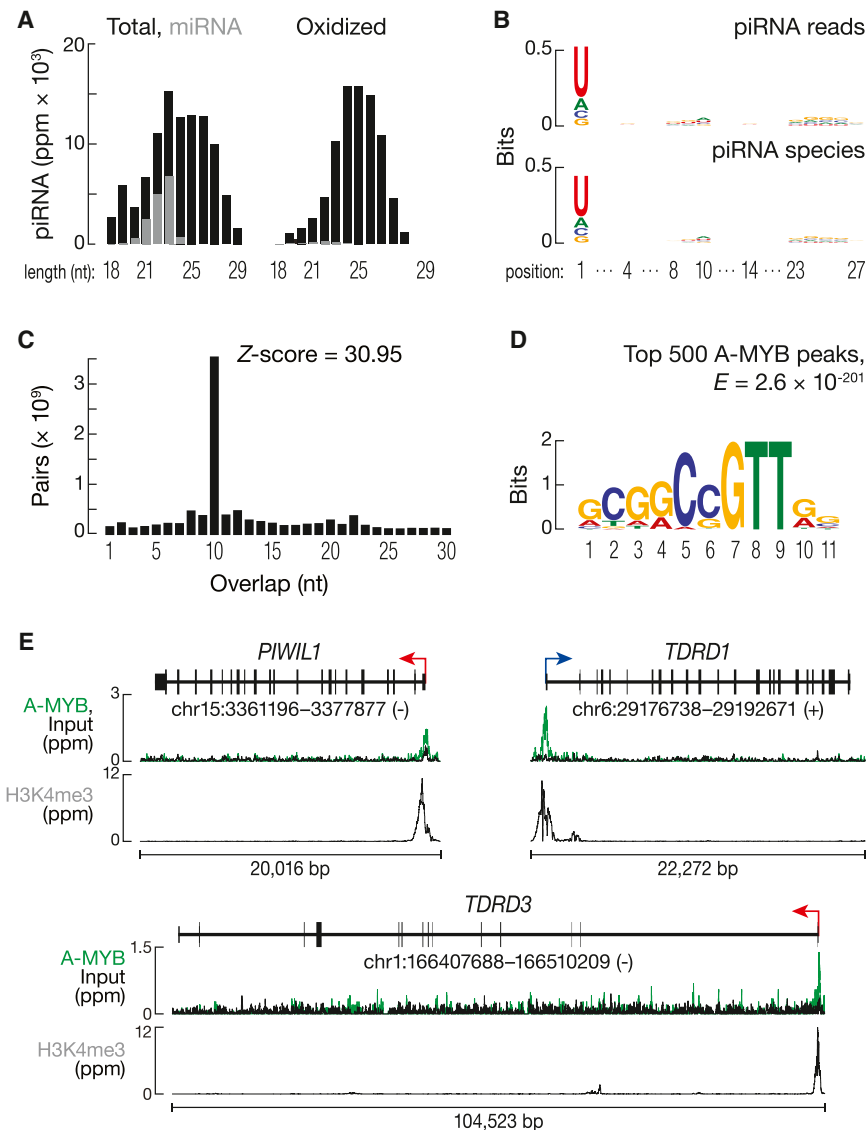 A
Total, miRNA
Oxidized
piRNA (ppm × 10³)
20
10
0
length (nt):
18 21 25 29
18 21 25 29
B
piRNA reads
0.5
0
U
A
C
G
Bits
piRNA species
0.5
0
U
A
C
G
position: 1 ··· 4 ··· 8 10 ··· 14 ··· 23 27
C
Z-score = 30.95
Pairs (× 10⁹)
3
2
1
0
1 5 10 15 20 25 30
Overlap (nt)
D
Top 500 A-MYB peaks,
E = 2.6 × 10⁻²⁰¹
Bits
2
1
0
GCGGCCGTTGG
1 2 3 4 5 6 7 8 9 10 11
E
PIWIL1
chr15:3361196–3377877 (-)
A-MYB,
Input
(ppm)
3
0
H3K4me3
(ppm)
12
0
20,016 bp
TDRD1
chr6:29176738–29192671 (+)
22,272 bp
TDRD3
chr1:166407688–166510209 (-)
A-MYB
Input
(ppm)
1.5
0
H3K4me3
(ppm)
12
0
104,523 bp